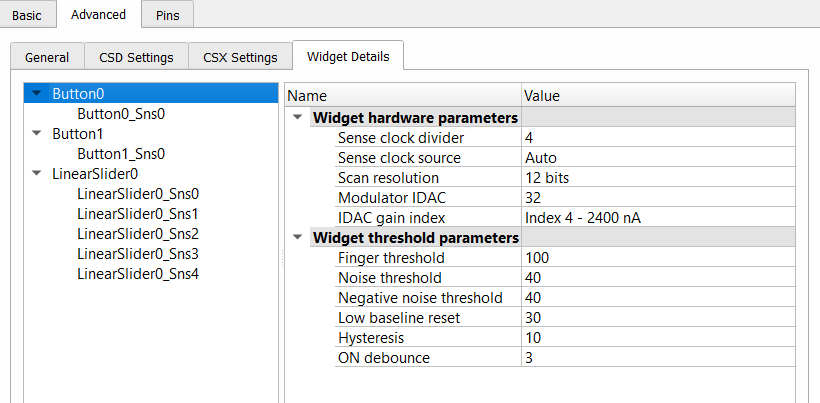 Basic Advanced Pins
General CSD Settings CSX Settings Widget Details
Button0
Button0_Sns0
Button1
Button1_Sns0
LinearSlider0
LinearSlider0_Sns0
LinearSlider0_Sns1
LinearSlider0_Sns2
LinearSlider0_Sns3
LinearSlider0_Sns4
Name Value
Widget hardware parameters
Sense clock divider 4
Sense clock source Auto
Scan resolution 12 bits
Modulator IDAC 32
IDAC gain index Index 4 - 2400 nA
Widget threshold parameters
Finger threshold 100
Noise threshold 40
Negative noise threshold 40
Low baseline reset 30
Hysteresis 10
ON debounce 3